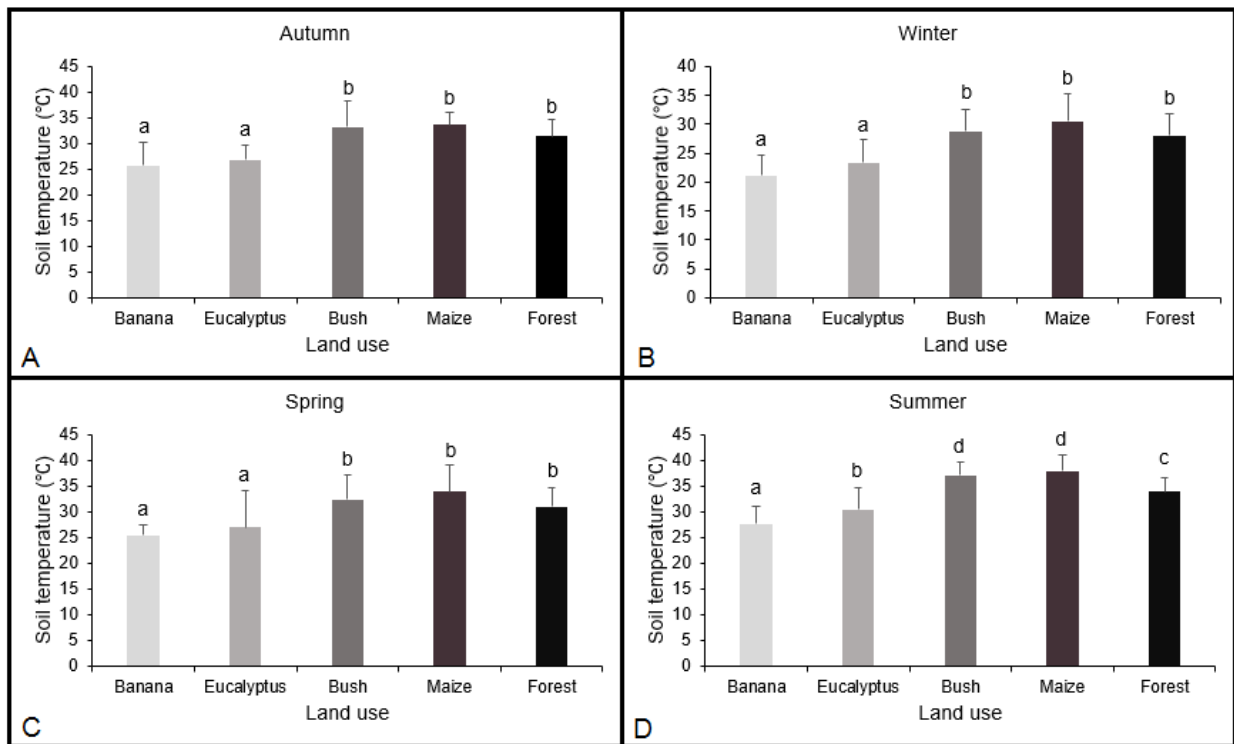 Autumn
Soil temperature (°C)
45
40
35
30
25
20
15
10
5
0
a
a
b
b
b
Banana Eucalyptus Bush Maize Forest
Land use
A
Winter
Soil temperature (°C)
40
35
30
25
20
15
10
5
0
a
a
b
b
b
Banana Eucalyptus Bush Maize Forest
Land use
B
Spring
Soil temperature (°C)
45
40
35
30
25
20
15
10
5
0
a
a
b
b
b
Banana Eucalyptus Bush Maize Forest
Land use
C
Summer
Soil temperature (°C)
45
40
35
30
25
20
15
10
5
0
a
b
d
d
c
Banana Eucalyptus Bush Maize Forest
Land use
D